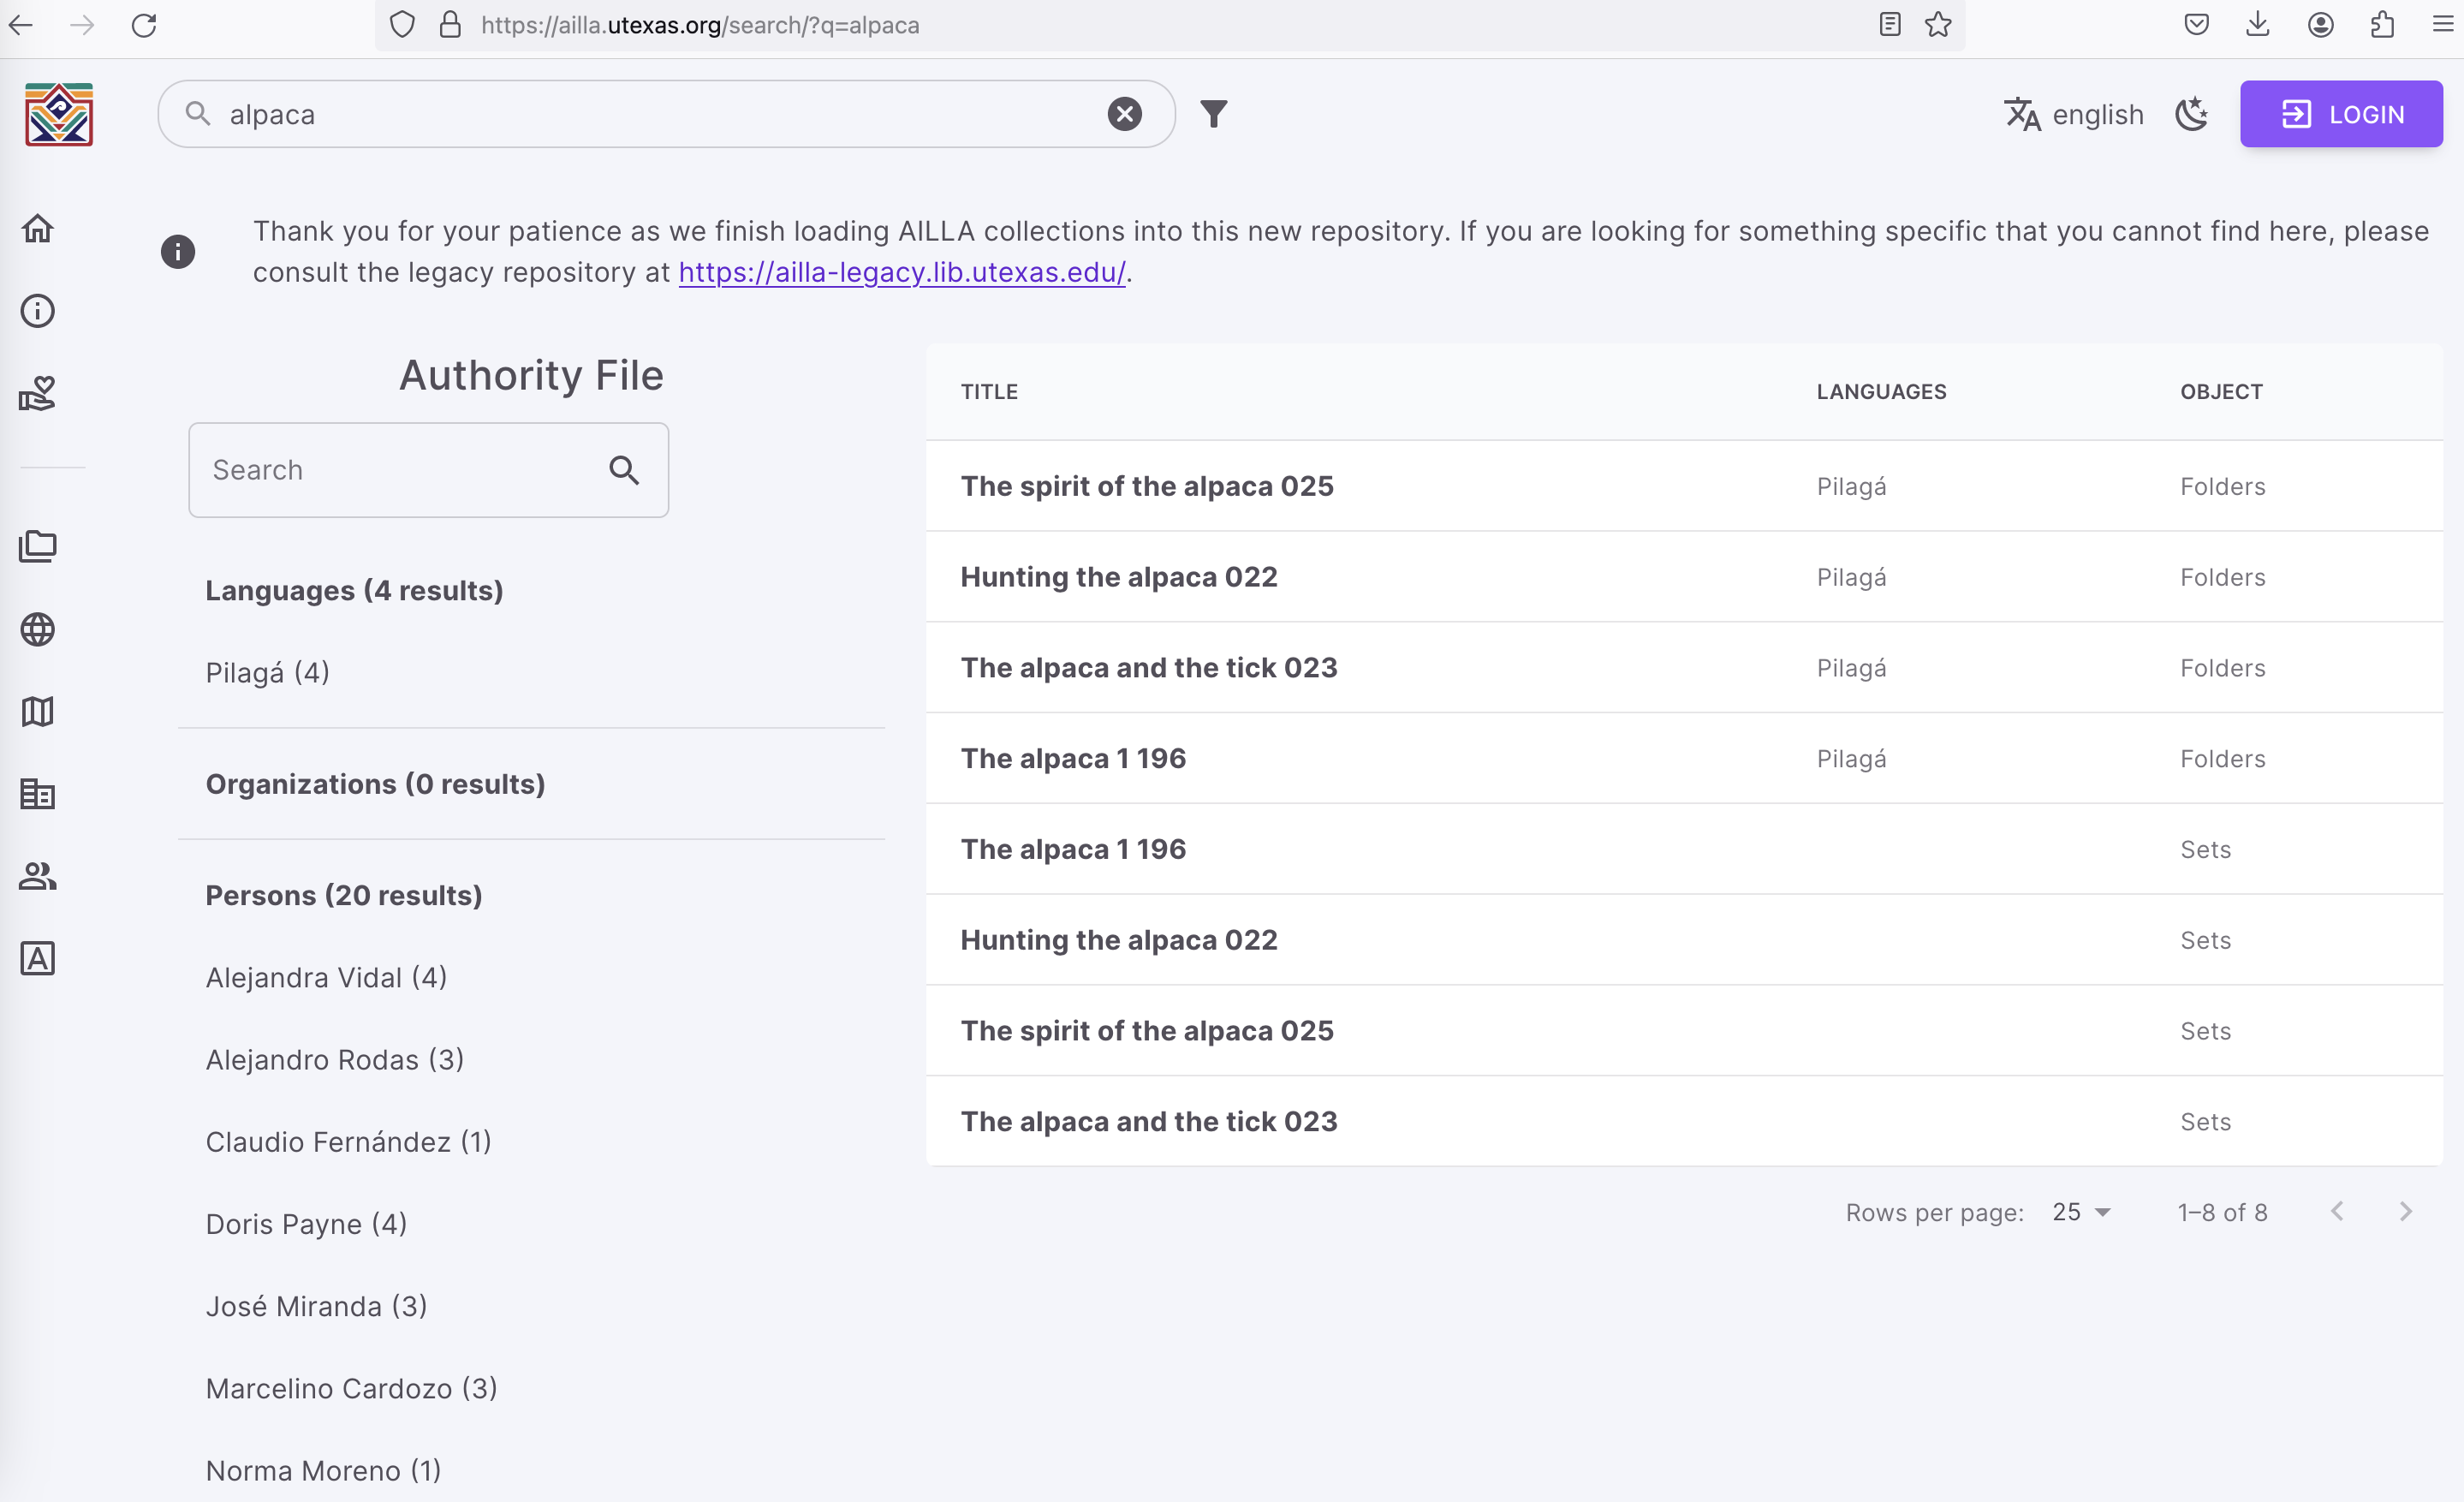 https://ailla.utexas.org/search/?q=alpaca
alpaca
english
LOGIN
Thank you for your patience as we finish loading AILLA collections into this new repository. If you are looking for something specific that you cannot find here, please
consult the legacy repository at https://ailla-legacy.lib.utexas.edu/.
Authority File
Search
Languages (4 results)
Pilagá (4)
Organizations (0 results)
Persons (20 results)
Alejandra Vidal (4)
Alejandro Rodas (3)
Claudio Fernández (1)
Doris Payne (4)
José Miranda (3)
Marcelino Cardozo (3)
Norma Moreno (1)
TITLE LANGUAGES OBJECT
The spirit of the alpaca 025 Pilagá Folders
Hunting the alpaca 022 Pilagá Folders
The alpaca and the tick 023 Pilagá Folders
The alpaca 1 196 Pilagá Folders
The alpaca 1 196 Sets
Hunting the alpaca 022 Sets
The spirit of the alpaca 025 Sets
The alpaca and the tick 023 Sets
Rows per page: 25 1–8 of 8